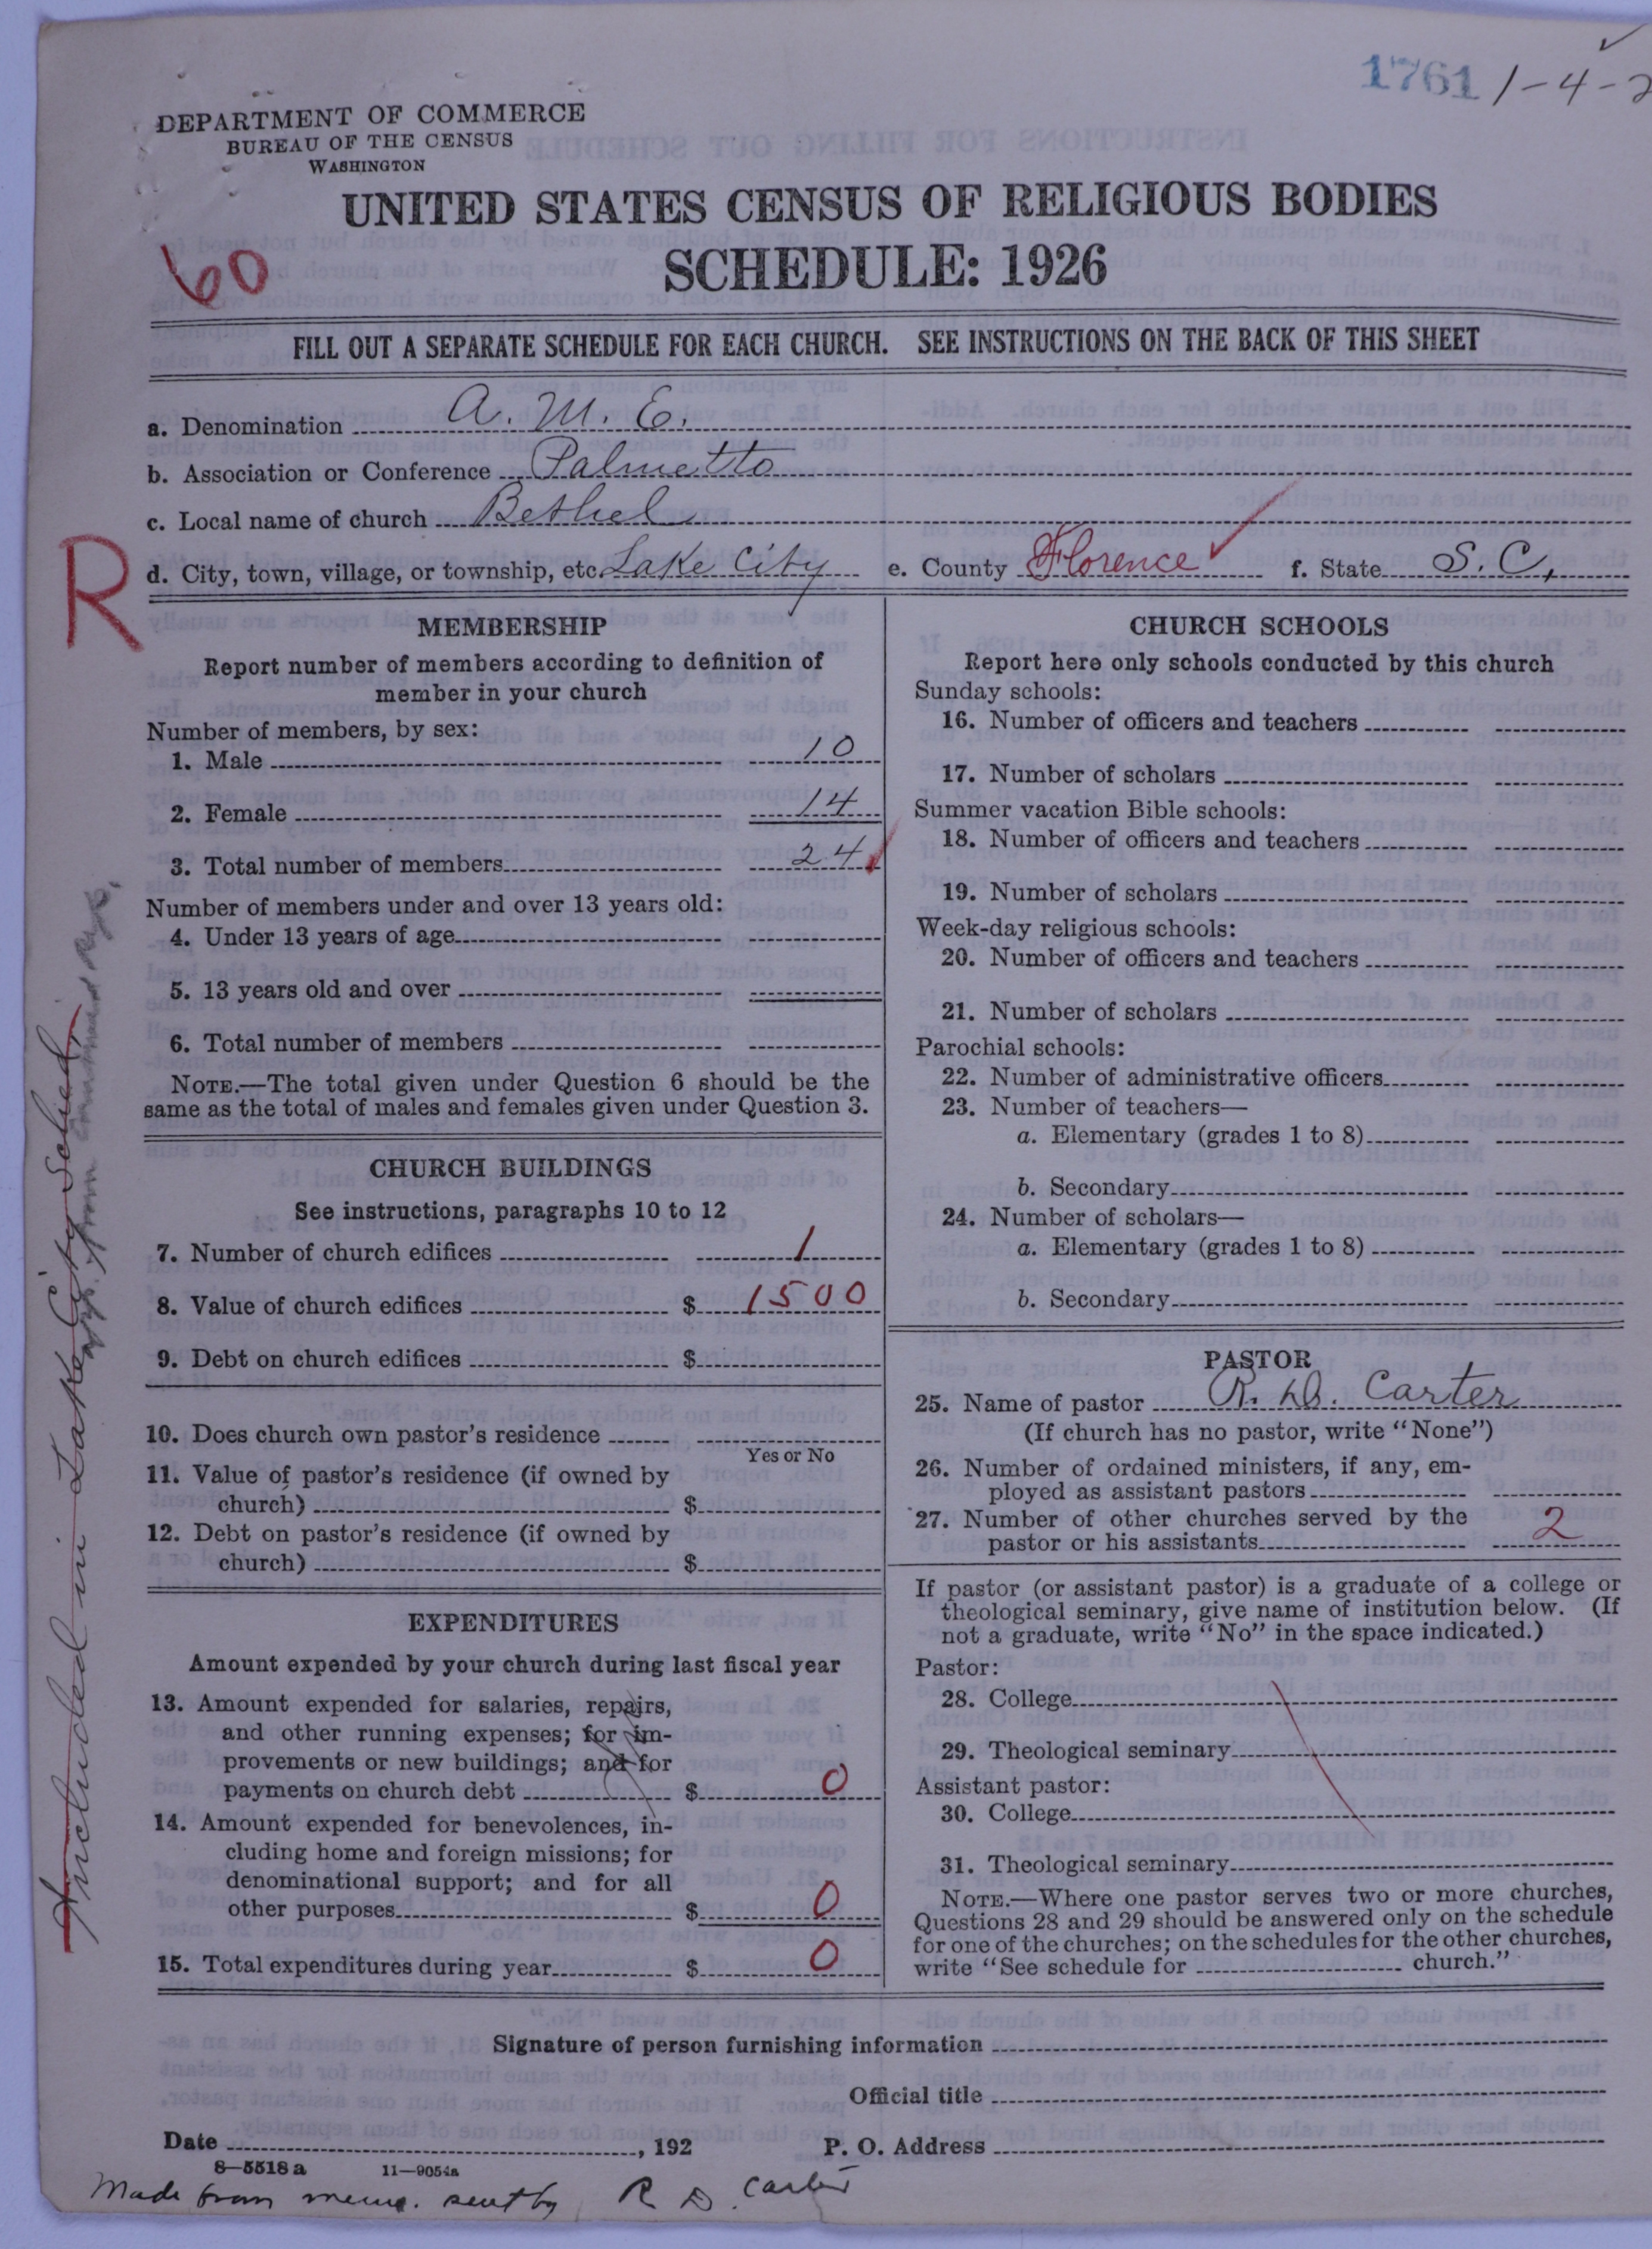 1761 1-4-2
DEPARTMENT OF COMMERCE
BUREAU OF THE CENSUS
WASHINGTON
UNITED STATES CENSUS OF RELIGIOUS BODIES
SCHEDULE: 1926
60
FILL OUT A SEPARATE SCHEDULE FOR EACH CHURCH. SEE INSTRUCTIONS ON THE BACK OF THIS SHEET
a. Denomination A. M. E.
b. Association or Conference Palmetto
c. Local name of church Bethel
R
d. City, town, village, or township, etc. Lake City e. County Florence f. State S. C.
MEMBERSHIP
Report number of members according to definition of
member in your church
Number of members, by sex:
1. Male 10
2. Female 14
3. Total number of members 24
Number of members under and over 13 years old:
4. Under 13 years of age
5. 13 years old and over
6. Total number of members
NOTE.—The total given under Question 6 should be the
same as the total of males and females given under Question 3.
CHURCH BUILDINGS
See instructions, paragraphs 10 to 12
7. Number of church edifices 1
8. Value of church edifices $ 1500
9. Debt on church edifices $
10. Does church own pastor's residence
Yes or No
11. Value of pastor's residence (if owned by
church) $
12. Debt on pastor's residence (if owned by
church) $
EXPENDITURES
Amount expended by your church during last fiscal year
13. Amount expended for salaries, repairs,
and other running expenses; for im-
provements or new buildings; and for
payments on church debt $ 0
14. Amount expended for benevolences, in-
cluding home and foreign missions; for
denominational support; and for all
other purposes $ 0
15. Total expenditures during year $ 0
CHURCH SCHOOLS
Report here only schools conducted by this church
Sunday schools:
16. Number of officers and teachers
17. Number of scholars
Summer vacation Bible schools:
18. Number of officers and teachers
19. Number of scholars
Week-day religious schools:
20. Number of officers and teachers
21. Number of scholars
Parochial schools:
22. Number of administrative officers
23. Number of teachers—
a. Elementary (grades 1 to 8)
b. Secondary
24. Number of scholars—
a. Elementary (grades 1 to 8)
b. Secondary
PASTOR
25. Name of pastor R. D. Carter
(If church has no pastor, write "None")
26. Number of ordained ministers, if any, em-
ployed as assistant pastors
27. Number of other churches served by the
pastor or his assistants 2
If pastor (or assistant pastor) is a graduate of a college or
theological seminary, give name of institution below. (If
not a graduate, write "No" in the space indicated.)
Pastor:
28. College
29. Theological seminary
Assistant pastor:
30. College
31. Theological seminary
NOTE.—Where one pastor serves two or more churches,
Questions 28 and 29 should be answered only on the schedule
for one of the churches; on the schedules for the other churches,
write "See schedule for church."
Signature of person furnishing information
Official title
Date , 192 P. O. Address
8—5518a 11—9054a
Made from memo. sent by R D. Carter
Included in Lake City Sched.
from